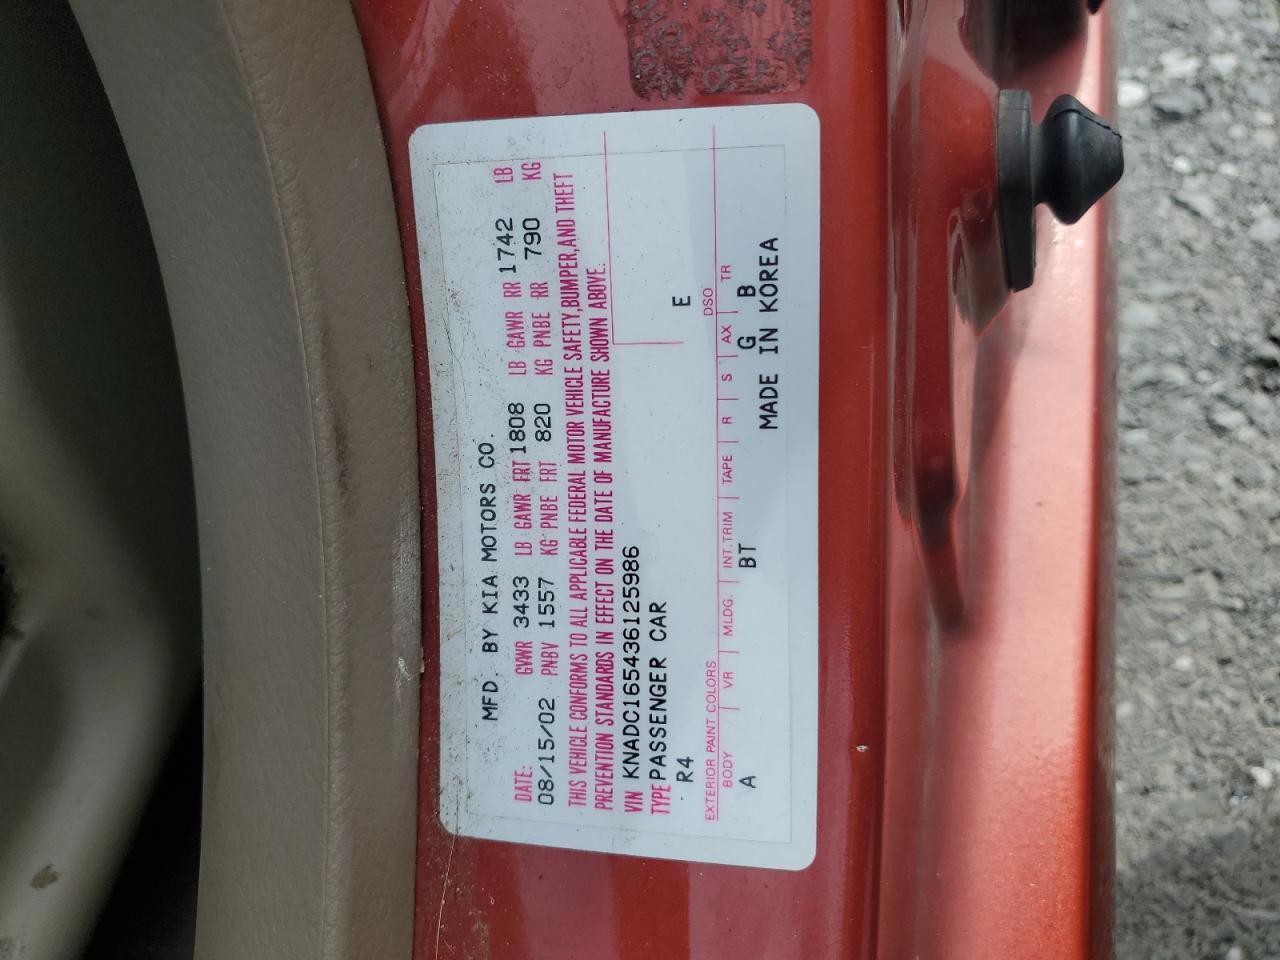 MFD. BY KIA MOTORS CO.
DATE: GVWR 3433 LB GAWR FRT 1808 LB GAWR RR 1742 LB
08/15/02 PNBV 1557 KG PNBE FRT 820 KG PNBE RR 790 KG
THIS VEHICLE CONFORMS TO ALL APPLICABLE FEDERAL MOTOR VEHICLE SAFETY,BUMPER,AND THEFT
PREVENTION STANDARDS IN EFFECT ON THE DATE OF MANUFACTURE SHOWN ABOVE.
VIN KNADC165436125986
TYPE PASSENGER CAR
R4 E
EXTERIOR PAINT COLORS DSO
BODY VR MLDG. INT.TRIM TAPE R S AX TR
A BT G B
MADE IN KOREA